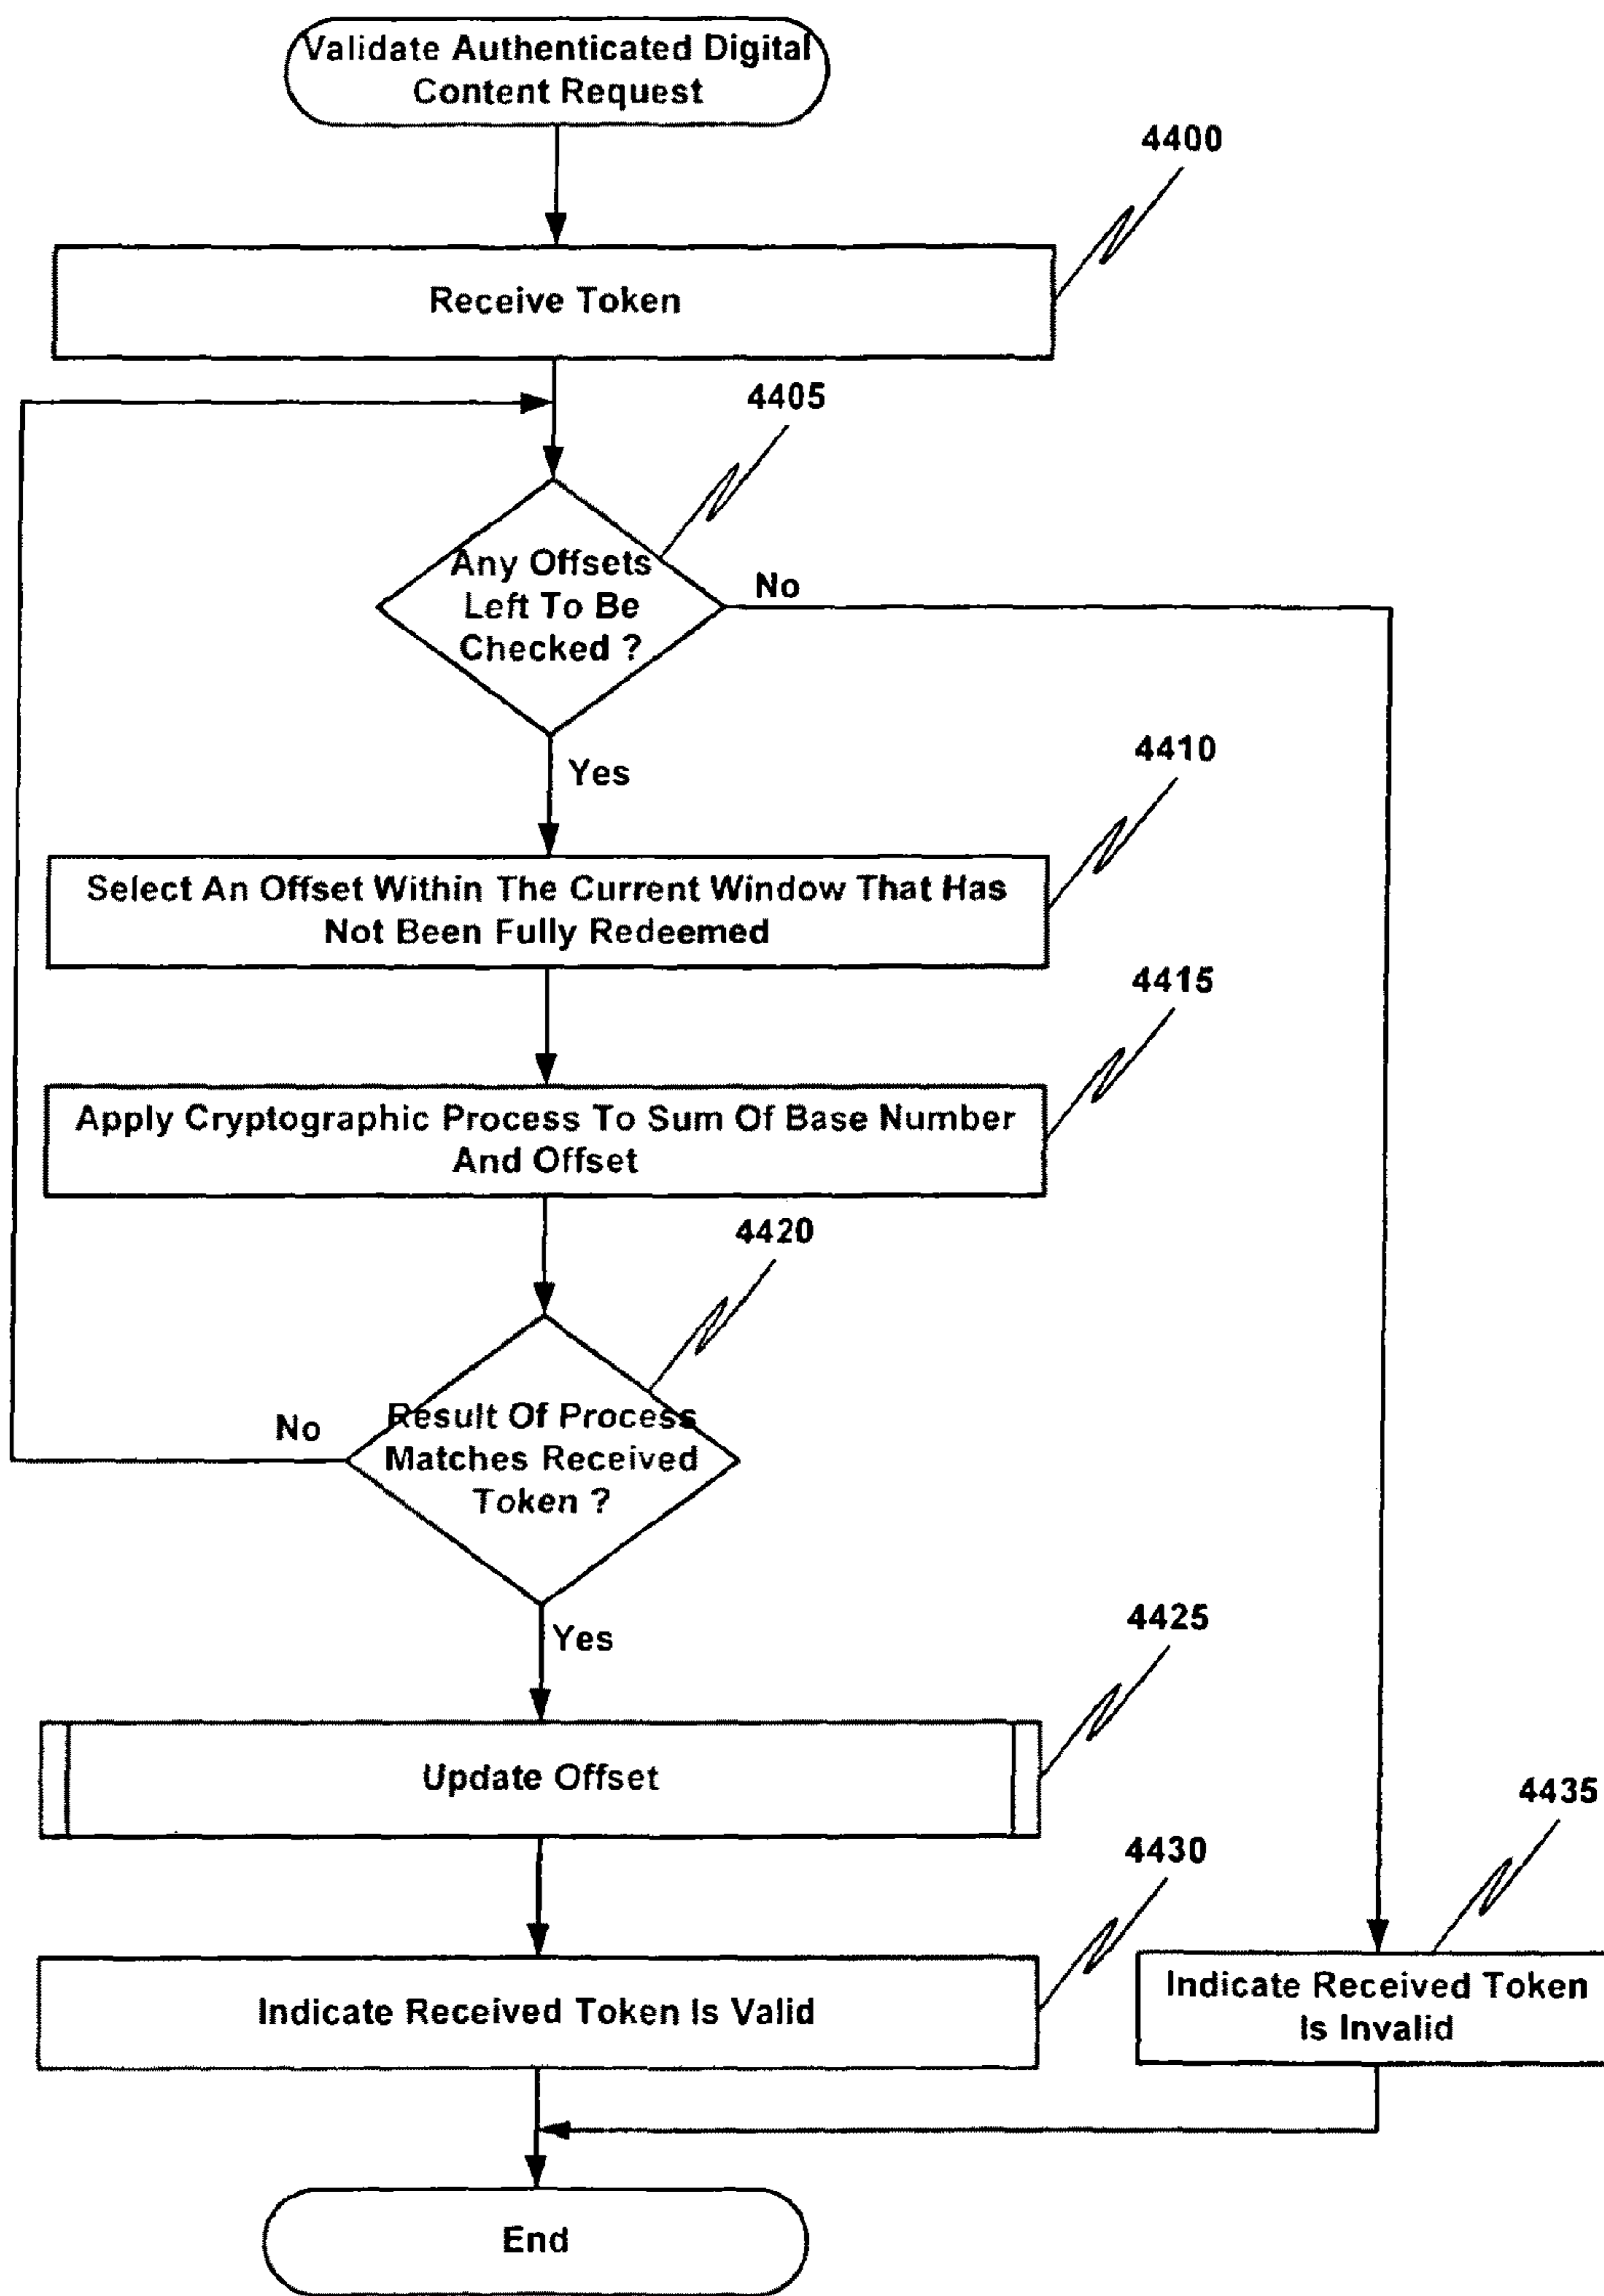 Validate Authenticated Digital
Content Request
4400
Receive Token
4405
Any Offsets
Left To Be
Checked ?
No
Yes
4410
Select An Offset Within The Current Window That Has
Not Been Fully Redeemed
4415
Apply Cryptographic Process To Sum Of Base Number
And Offset
4420
Result Of Process
Matches Received
Token ?
No
Yes
4425
Update Offset
4435
4430
Indicate Received Token Is Valid
Indicate Received Token
Is Invalid
End